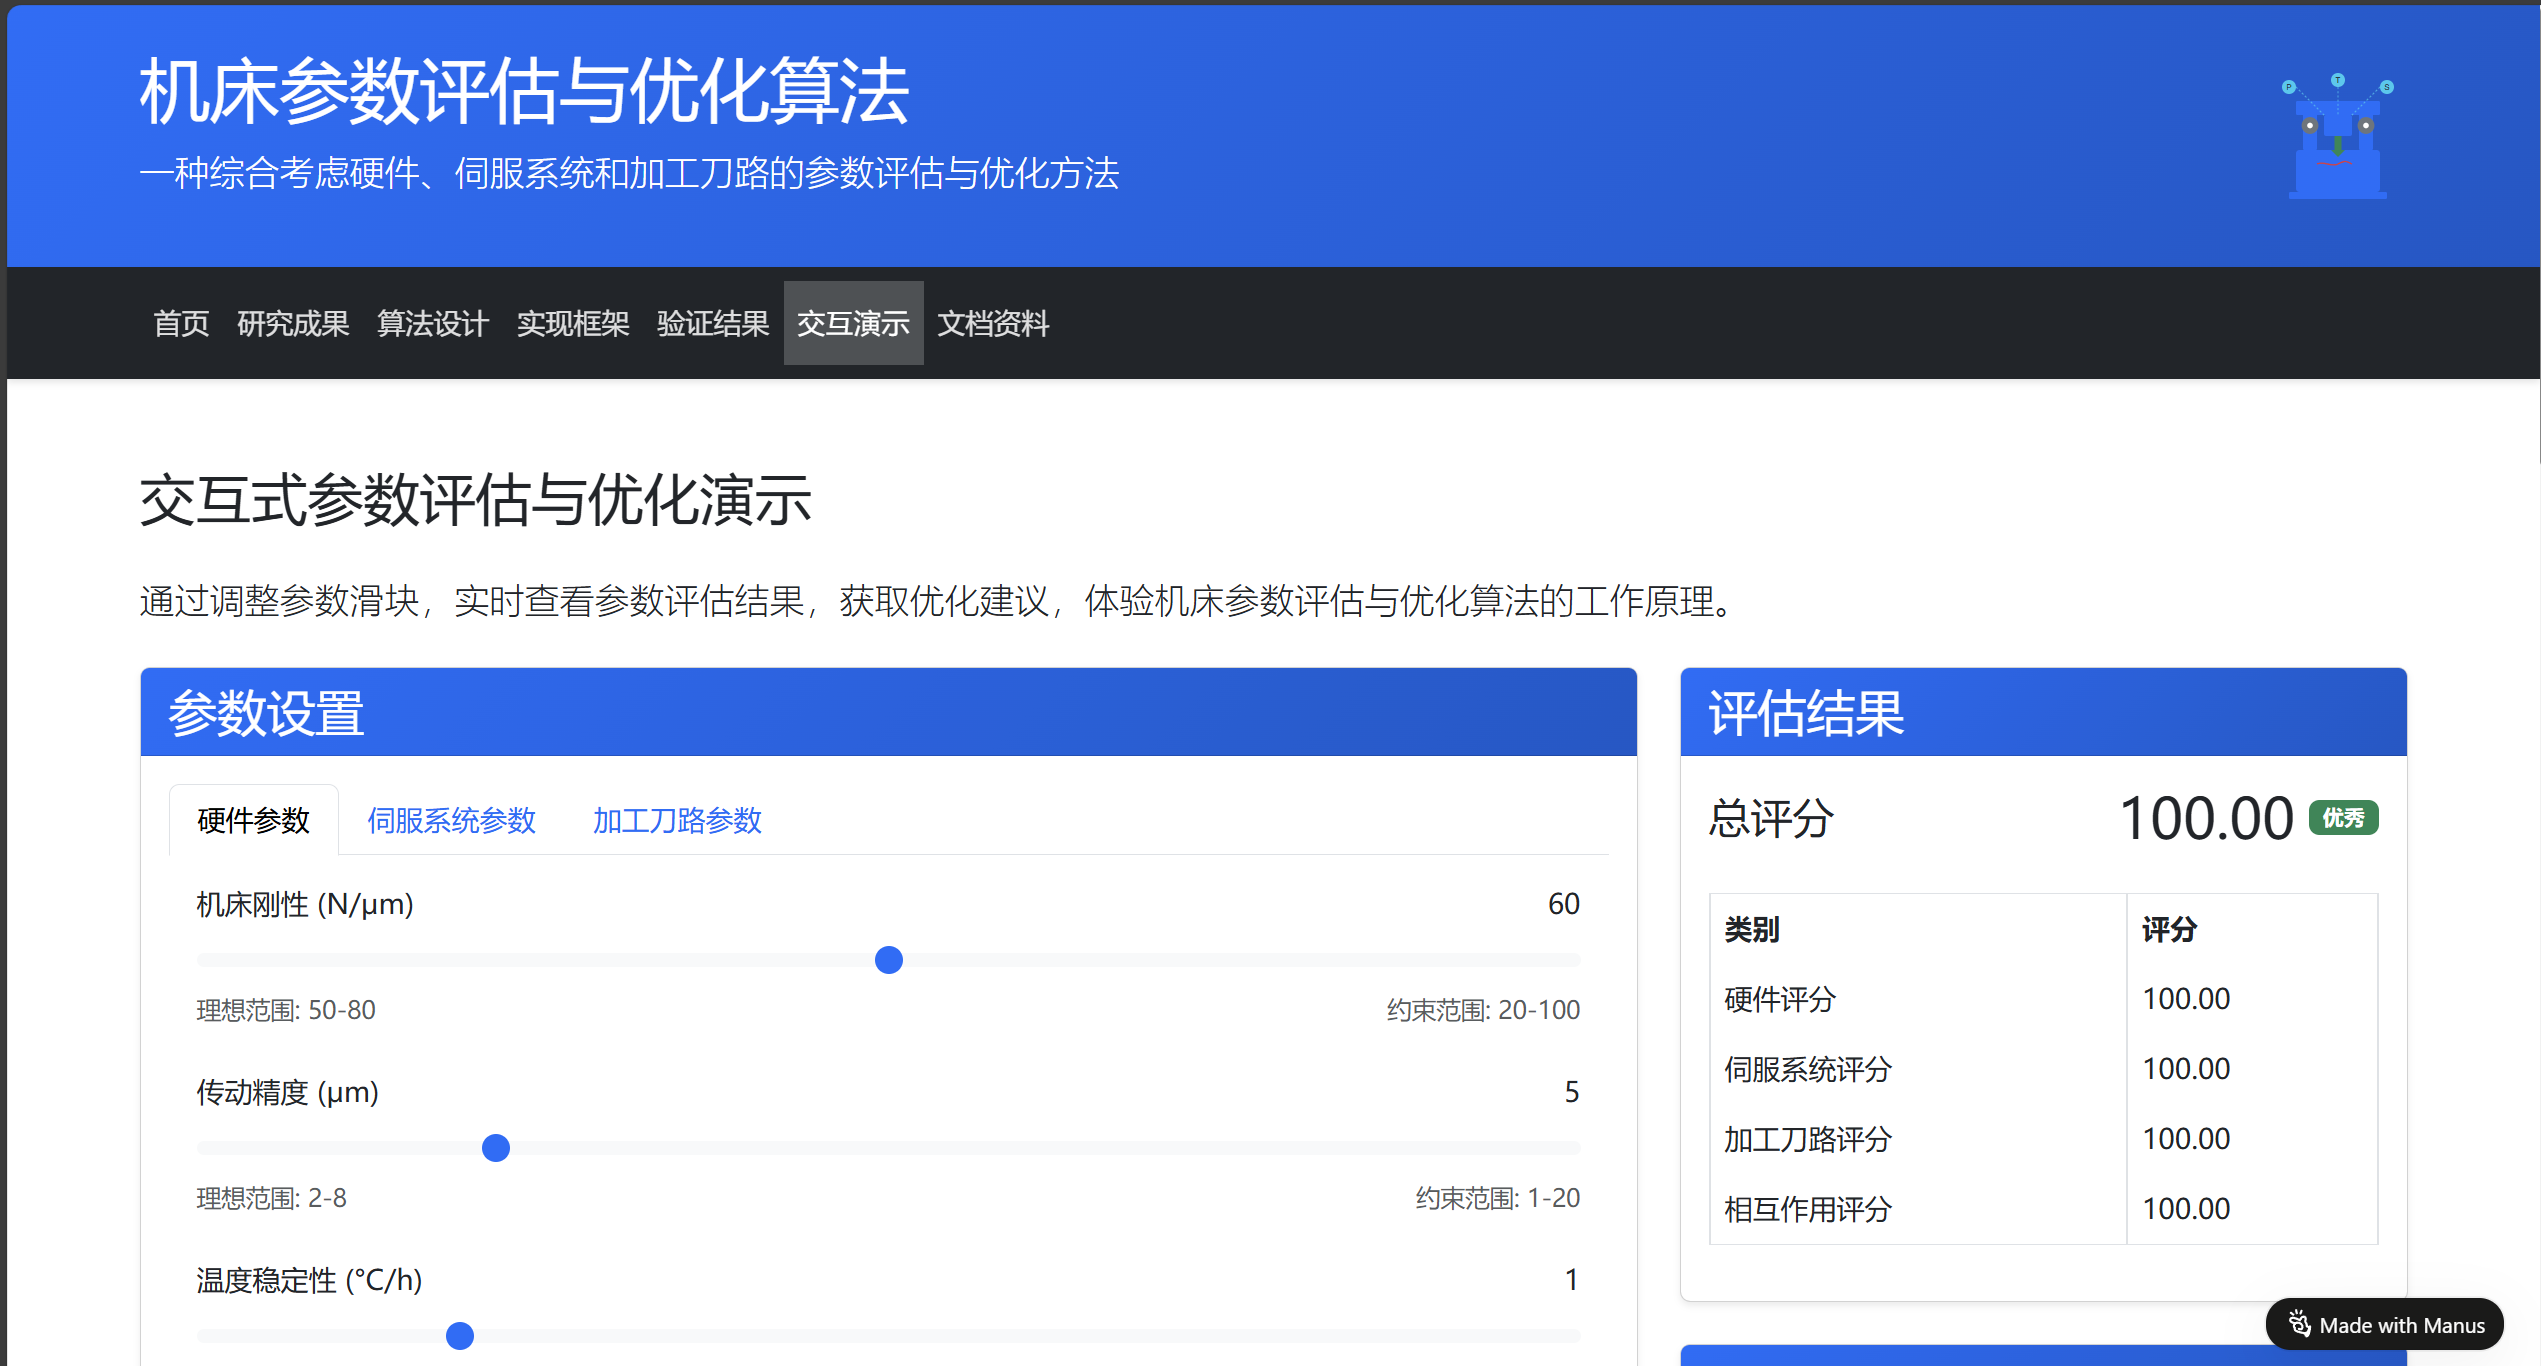 机床参数评估与优化算法
一种综合考虑硬件、伺服系统和加工刀路的参数评估与优化方法
P T S
首页 研究成果 算法设计 实现框架 验证结果 交互演示 文档资料
交互式参数评估与优化演示
通过调整参数滑块，实时查看参数评估结果，获取优化建议，体验机床参数评估与优化算法的工作原理。
参数设置
硬件参数 伺服系统参数 加工刀路参数
机床刚性 (N/μm) 60
理想范围: 50-80 约束范围: 20-100
传动精度 (μm) 5
理想范围: 2-8 约束范围: 1-20
温度稳定性 (°C/h) 1
评估结果
总评分 100.00 优秀
类别 评分
硬件评分 100.00
伺服系统评分 100.00
加工刀路评分 100.00
相互作用评分 100.00
Made with Manus